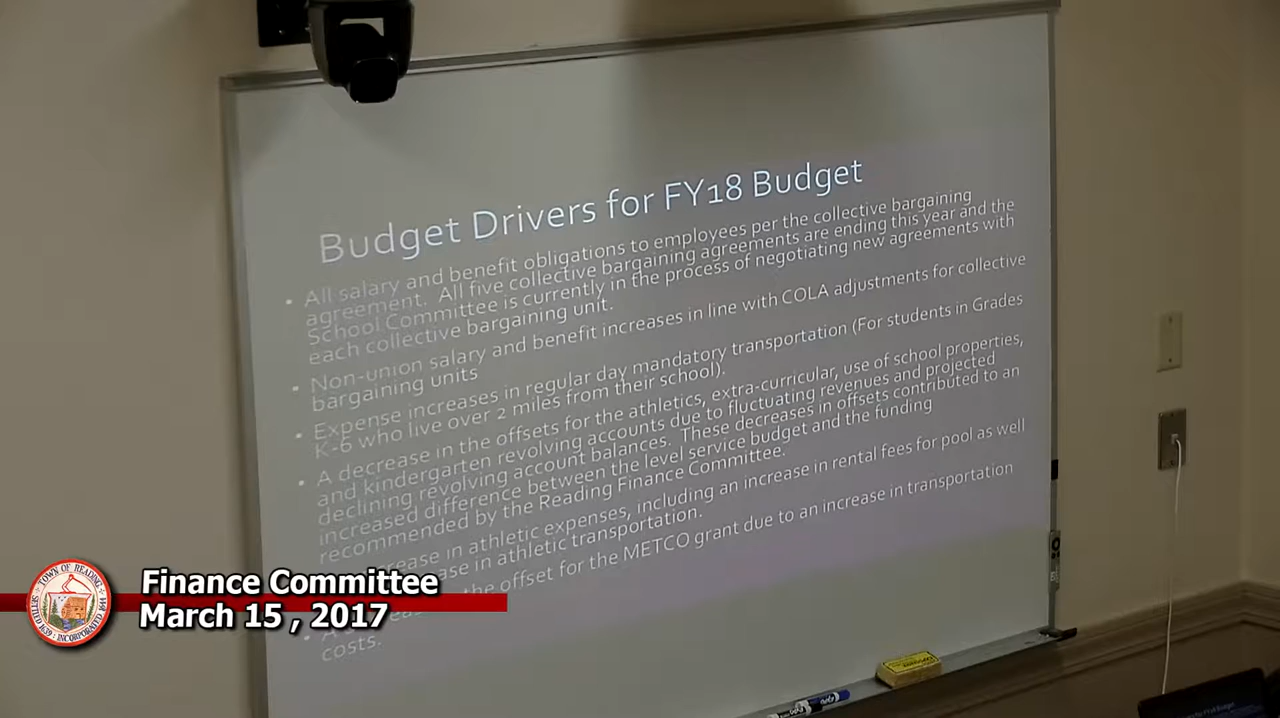 Budget Drivers for FY18 Budget
• All salary and benefit obligations to employees per the collective bargaining
agreement. All five collective bargaining agreements are ending this year and the
School Committee is currently in the process of negotiating new agreements with
each collective bargaining unit.
• Non-union salary and benefit increases in line with COLA adjustments for collective
bargaining units
• Expense increases in regular day mandatory transportation (For students in Grades
K-6 who live over 2 miles from their school).
• A decrease in the offsets for the athletics, extra-curricular, use of school properties,
and kindergarten revolving accounts due to fluctuating revenues and projected
declining revolving account balances. These decreases in offsets contributed to an
increased difference between the level service budget and the funding
recommended by the Reading Finance Committee.
in athletic expenses, including an increase in rental fees for pool as well
in athletic transportation.
• A the offset for the METCO grant due to an increase in transportation
costs.
TOWN OF READING
SETTLED 1639 · INCORPORATED 1644
Finance Committee
March 15 , 2017
EXPO